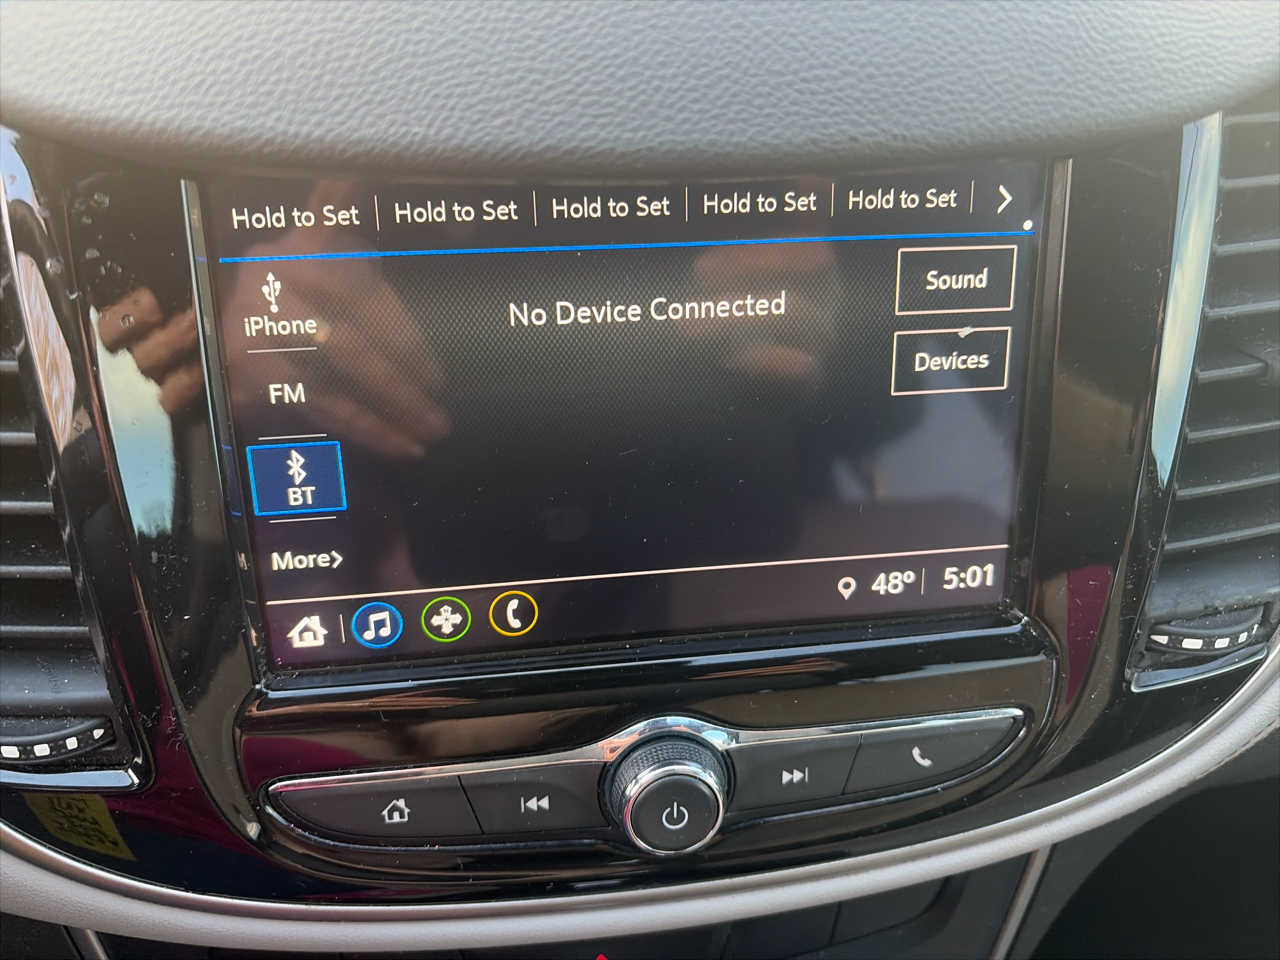 Hold to Set Hold to Set Hold to Set Hold to Set Hold to Set
iPhone
No Device Connected
Sound
FM
Devices
BT
More
48° 5:01